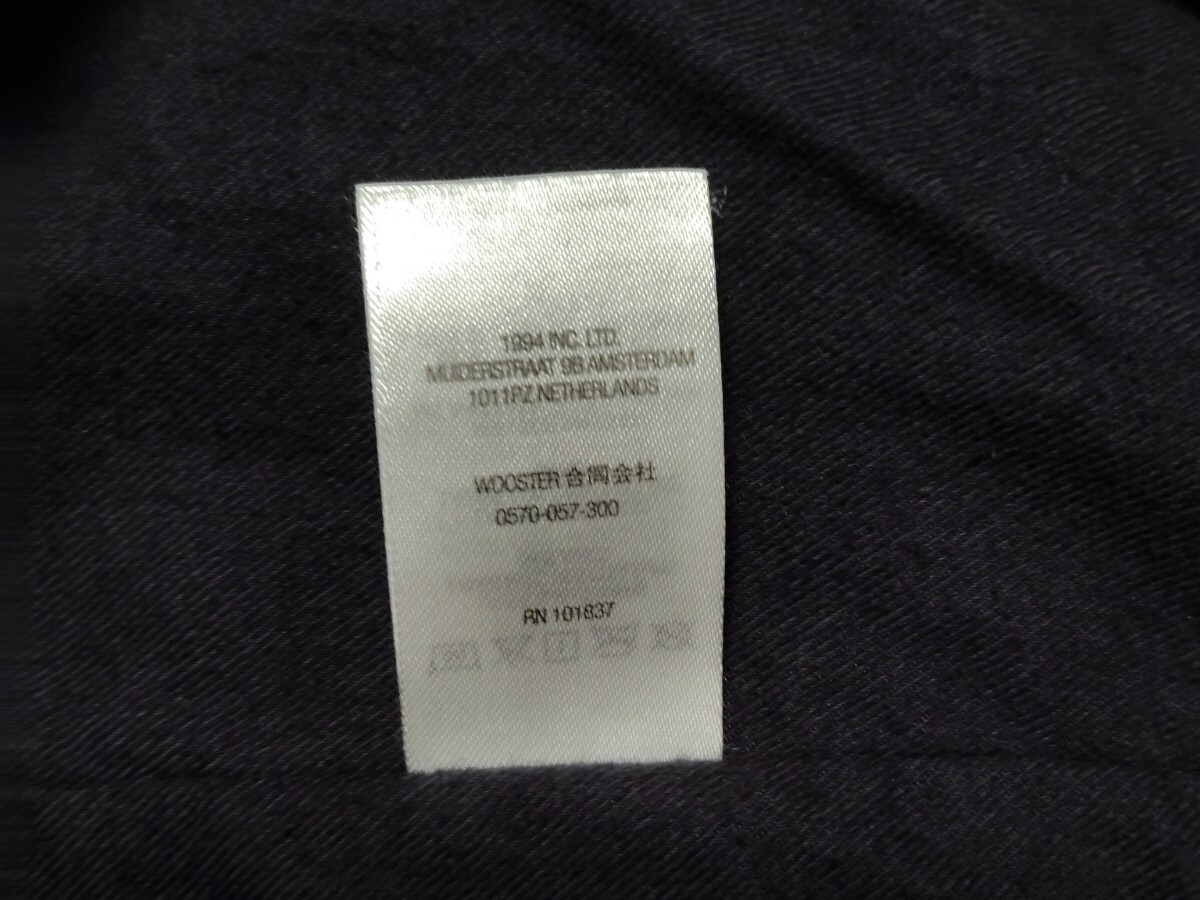 1994 INC. LTD.
MUIDERSTRAAT 9B AMSTERDAM
1011PZ NETHERLANDS
WOOSTER 合同会社
0570-057-300
RN 101837